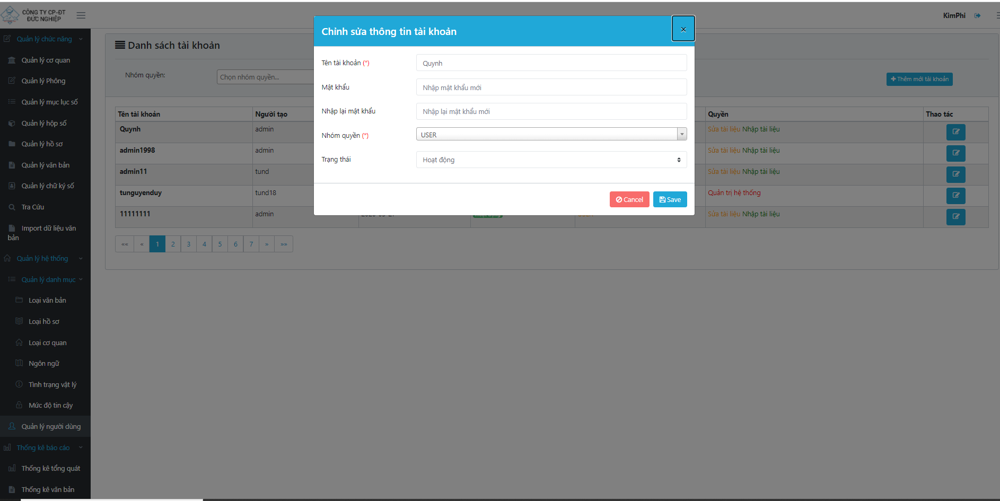 CÔNG TY CP-ĐT
ĐỨC NGHIỆP
KimPhi
Quản lý chức năng
Quản lý cơ quan
Quản lý Phông
Quản lý mục lục số
Quản lý hộp số
Quản lý hồ sơ
Quản lý văn bản
Quản lý chữ ký số
Tra Cứu
Import dữ liệu văn
bản
Quản lý hệ thống
Quản lý danh mục
Loại văn bản
Loại hồ sơ
Loại cơ quan
Ngôn ngữ
Tình trạng vật lý
Mức độ tin cậy
Quản lý người dùng
Thống kê báo cáo
Thống kê tổng quát
Thống kê văn bản
Danh sách tài khoản
Nhóm quyền:
Chọn nhóm quyền...
Thêm mới tài khoản
Tên tài khoản Người tạo Quyền Thao tác
Quynh admin Sửa tài liệu Nhập tài liệu
admin1998 admin Sửa tài liệu Nhập tài liệu
admin11 tund Sửa tài liệu Nhập tài liệu
tunguyenduy tund18 Quản trị hệ thống
11111111 admin Sửa tài liệu Nhập tài liệu
«« « 1 2 3 4 5 6 7 » »»
Chỉnh sửa thông tin tài khoản
×
Tên tài khoản (*) Quynh
Mật khẩu Nhập mật khẩu mới
Nhập lại mật khẩu Nhập lại mật khẩu mới
Nhóm quyền (*) USER
Trạng thái Hoạt động
Cancel Save